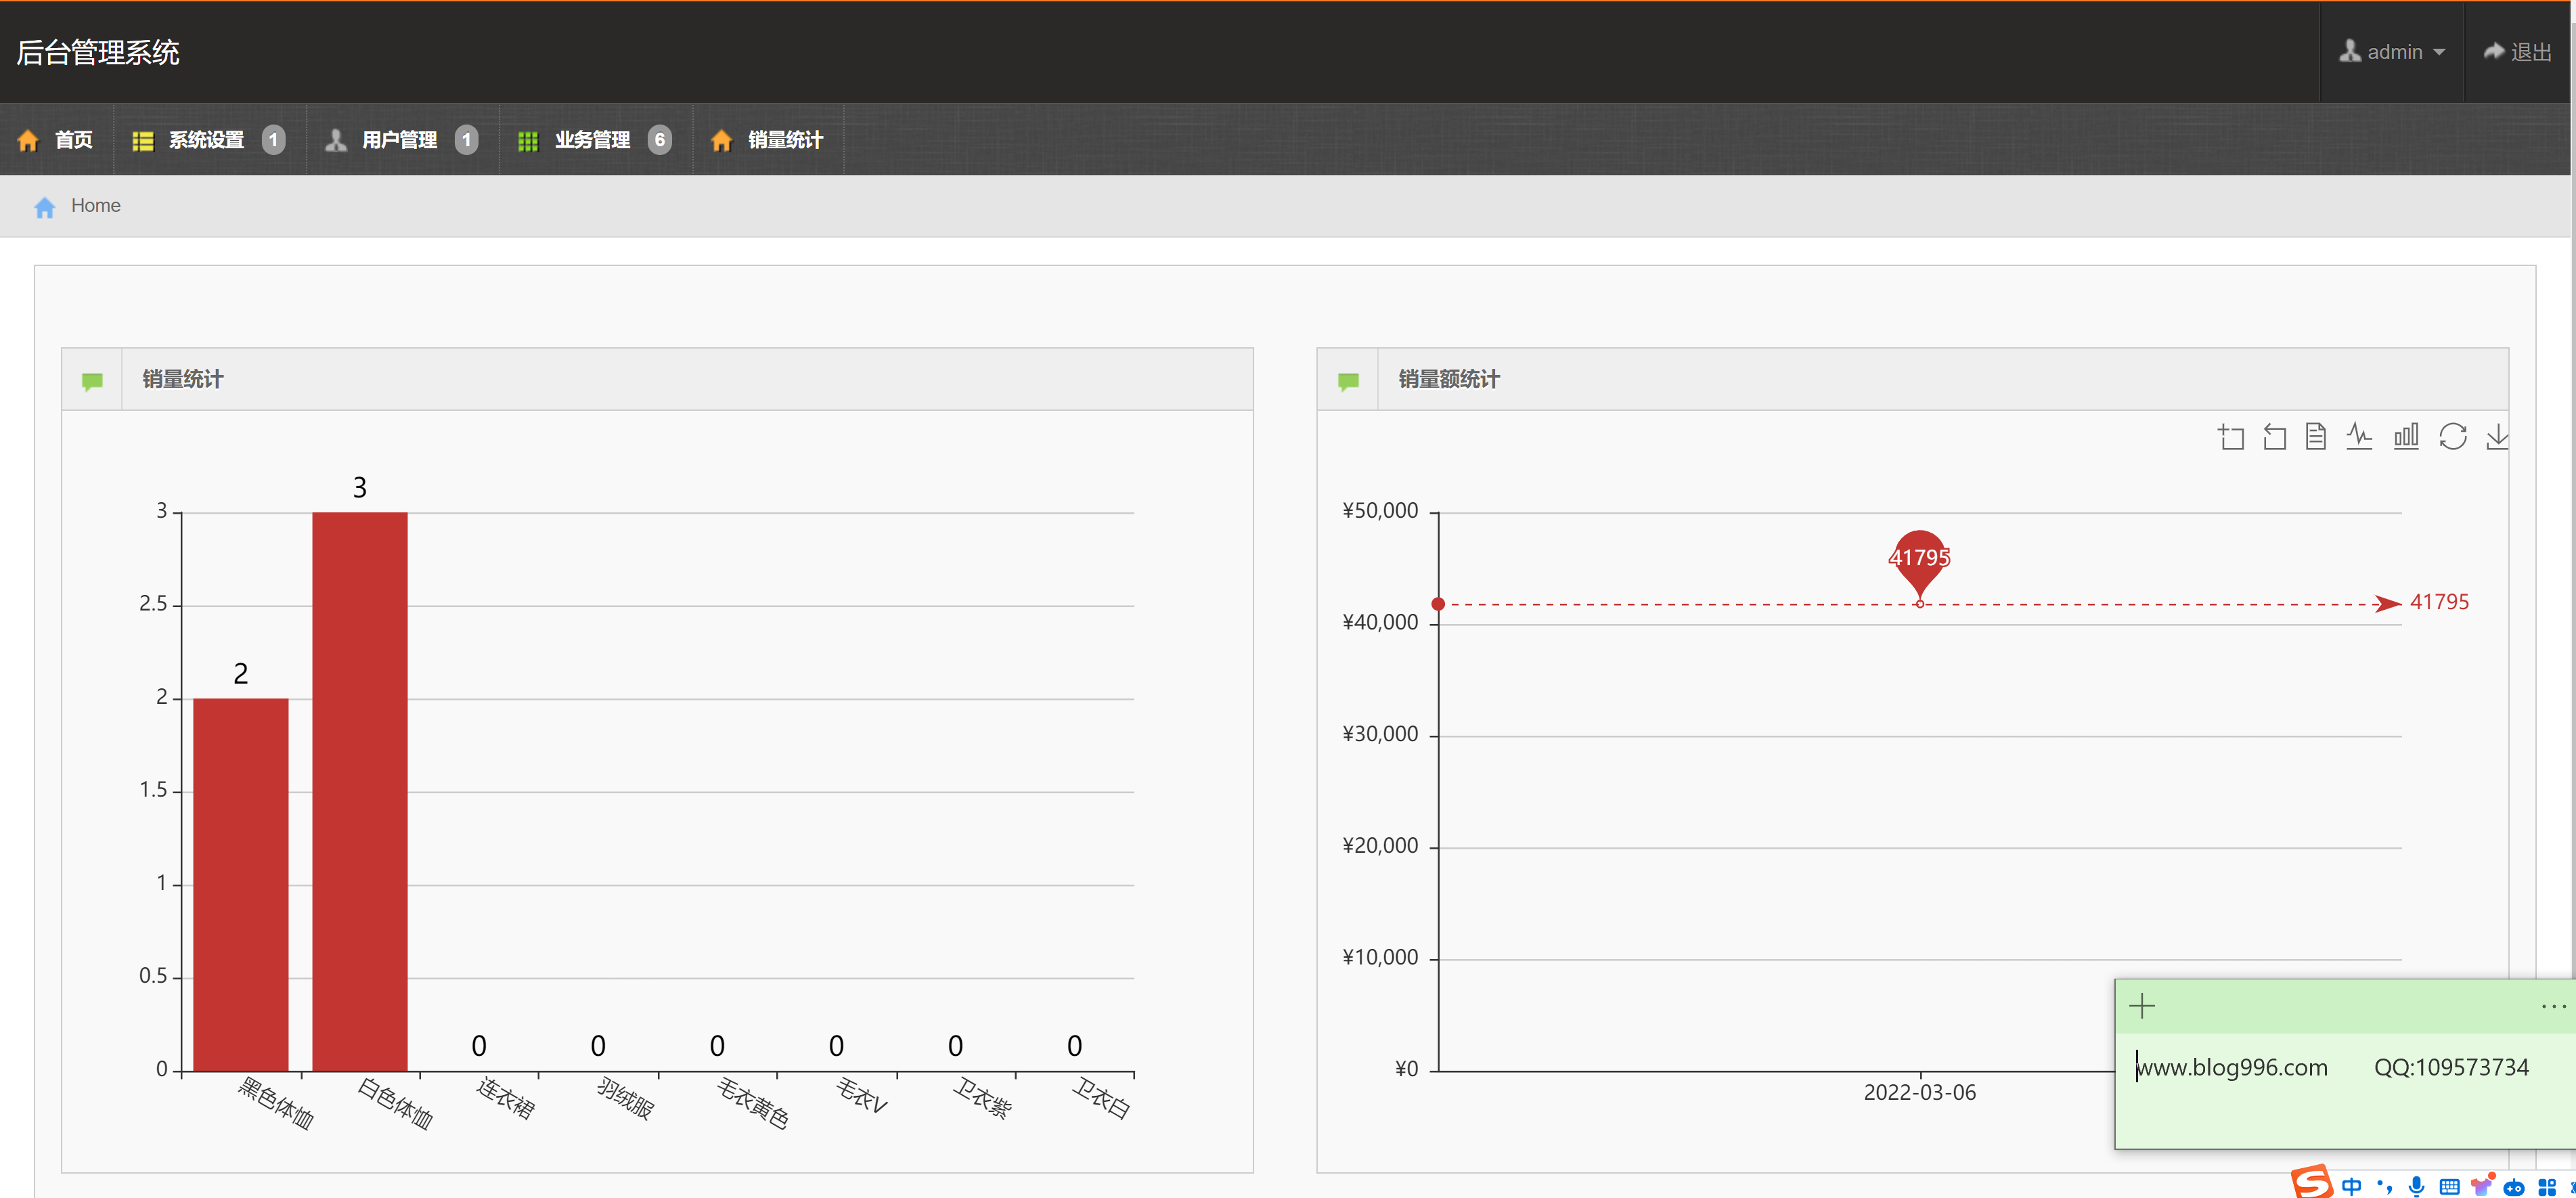 后台管理系统
admin
退出
首页
系统设置 1
用户管理 1
业务管理 6
销量统计
Home
销量统计
3
2.5
2
1.5
1
0.5
0
2
3
0
0
0
0
0
0
黑色体恤
白色体恤
连衣裙
羽绒服
毛衣黄色
毛衣V
卫衣紫
卫衣白
销量额统计
¥50,000
¥40,000
¥30,000
¥20,000
¥10,000
¥0
41795
41795
2022-03-06
www.blog996.com QQ:109573734
中